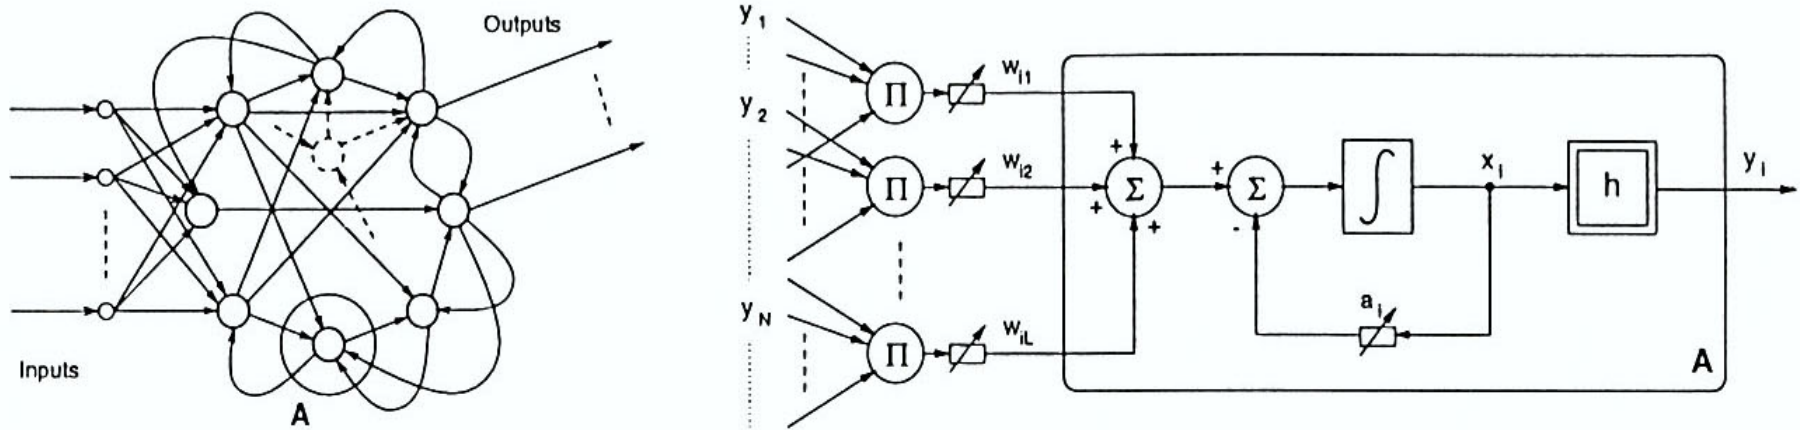 Outputs
Inputs
A
y1
y2
yN
Π
Π
Π
wi1
wi2
wiL
+
+
+
Σ
+
-
Σ
∫
xi
ai
h
yi
A